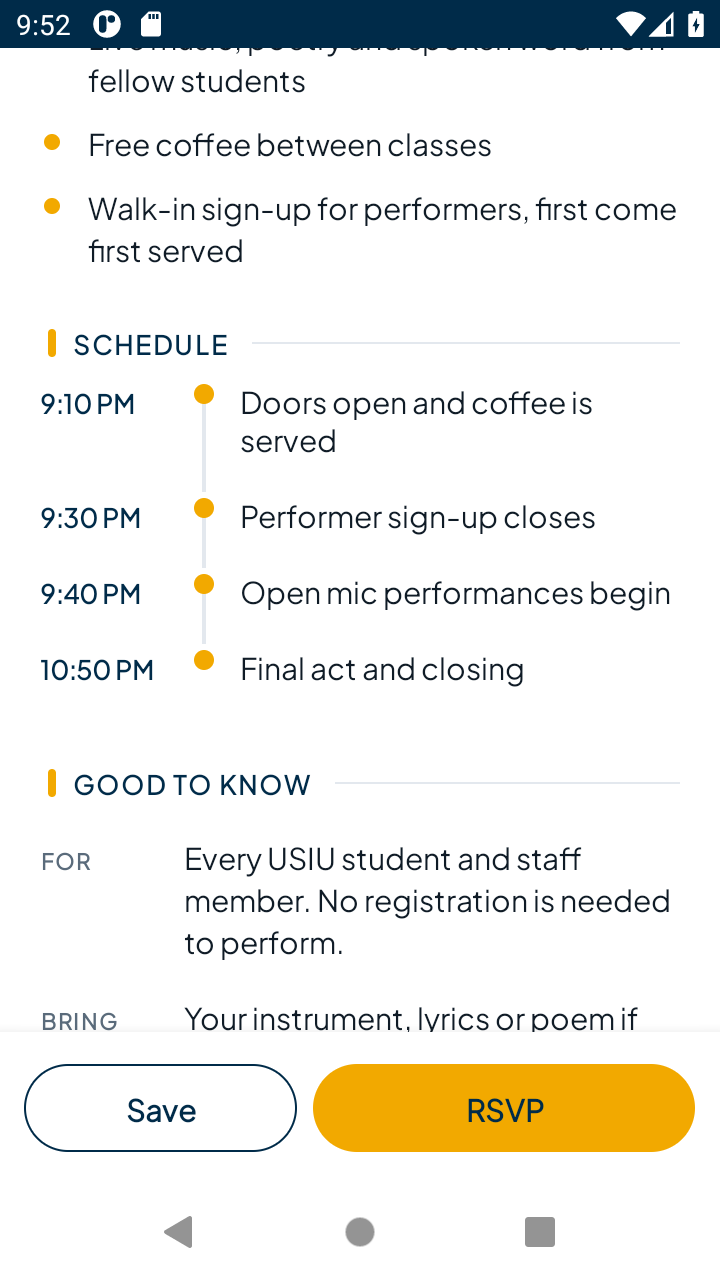 9:52
fellow students
Free coffee between classes
Walk-in sign-up for performers, first come
first served
SCHEDULE
9:10 PM
Doors open and coffee is
served
9:30 PM
Performer sign-up closes
9:40 PM
Open mic performances begin
10:50 PM
Final act and closing
GOOD TO KNOW
FOR
Every USIU student and staff
member. No registration is needed
to perform.
BRING
Your instrument, lyrics or poem if
Save
RSVP